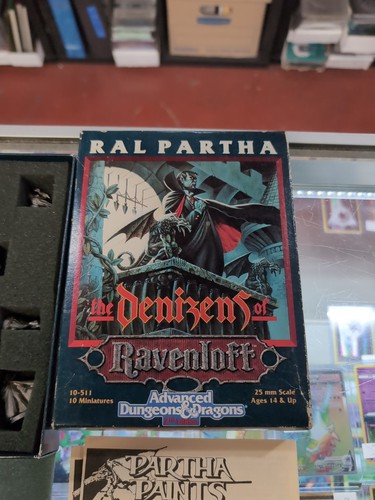 RAL PARTHA
the Denizens of
Ravenloft
10-511
10 Miniatures
Advanced
Dungeons & Dragons
25 mm Scale
Ages 14 & Up
PARTHA
PAINTS